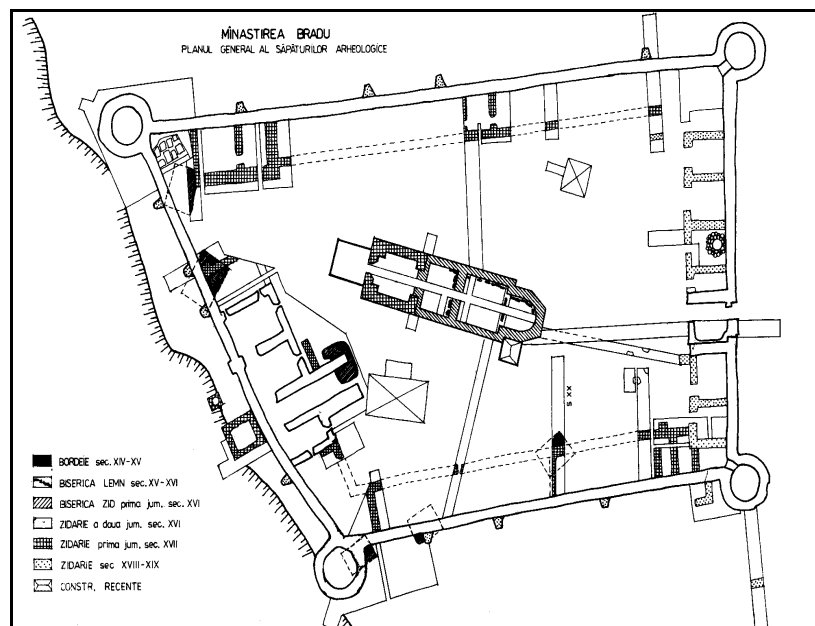 MÎNASTIREA BRADU
PLANUL GENERAL AL SĂPĂTURILOR ARHEOLOGICE
S XX
BORDEIE sec. XIV-XV
BISERICA LEMN sec. XV-XVI
BISERICA ZID prima jum. sec. XVI
ZIDARIE a doua jum. sec. XVI
ZIDARIE prima jum. sec. XVII
ZIDARIE sec XVIII-XIX
CONSTR. RECENTE